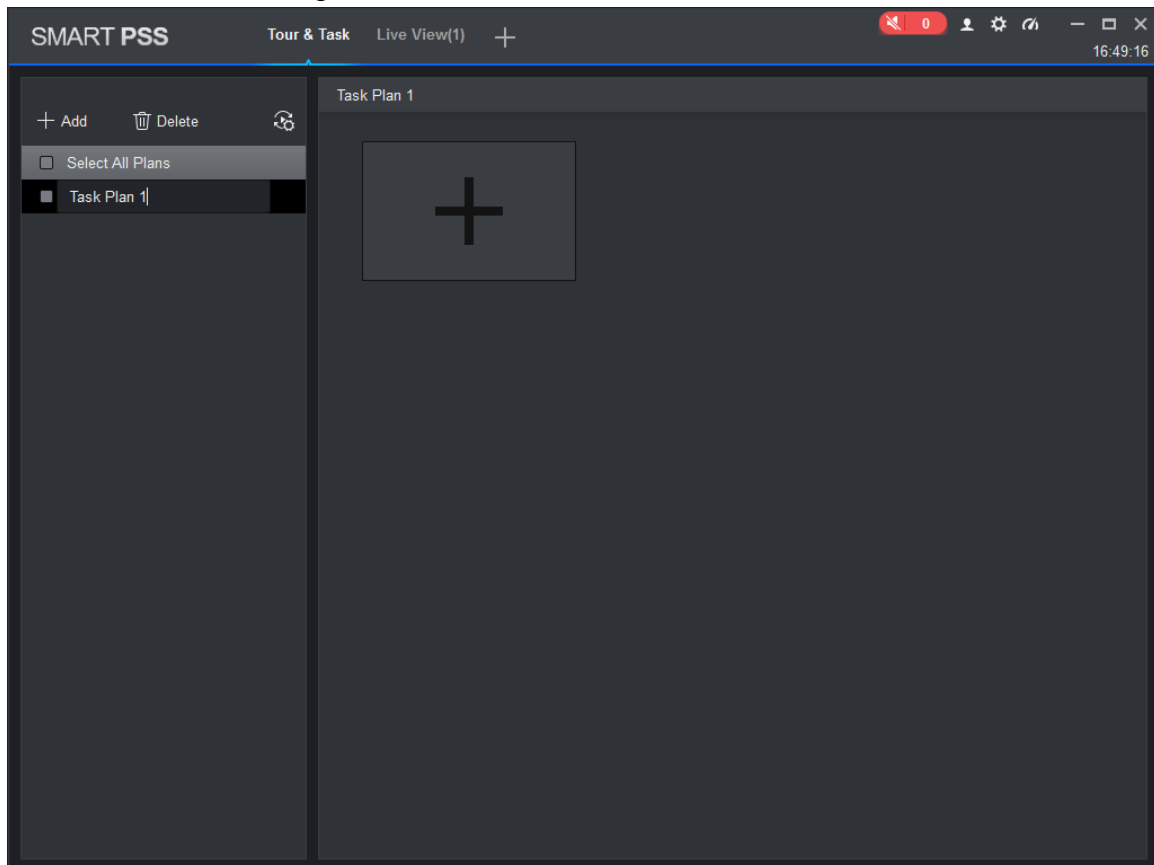 SMART PSS
Tour & Task
Live View(1)
0
16:49:16
Add
Delete
Select All Plans
Task Plan 1
Task Plan 1